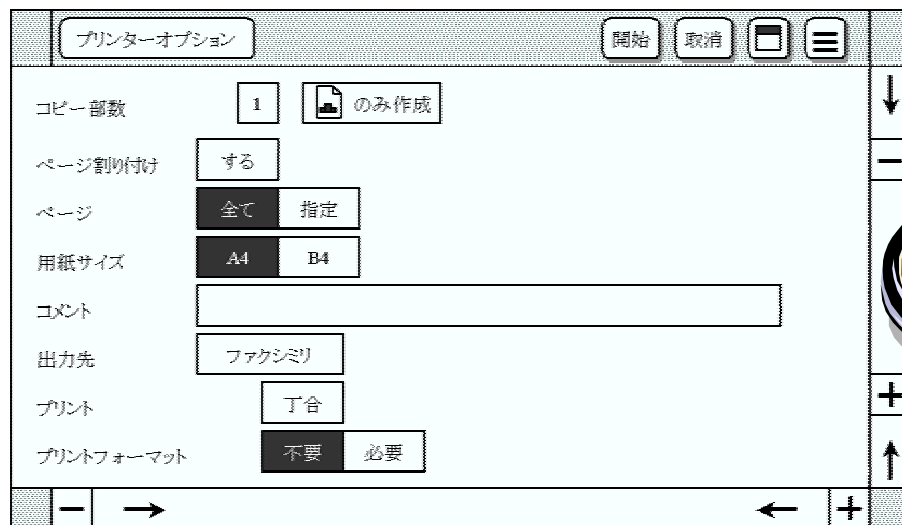 プリンターオプション 開始 取消
コピー部数 1 のみ作成
ページ割り付け する
ページ 全て 指定
用紙サイズ A4 B4
コメント
出力先 ファクシミリ
プリント 丁合
プリントフォーマット 不要 必要